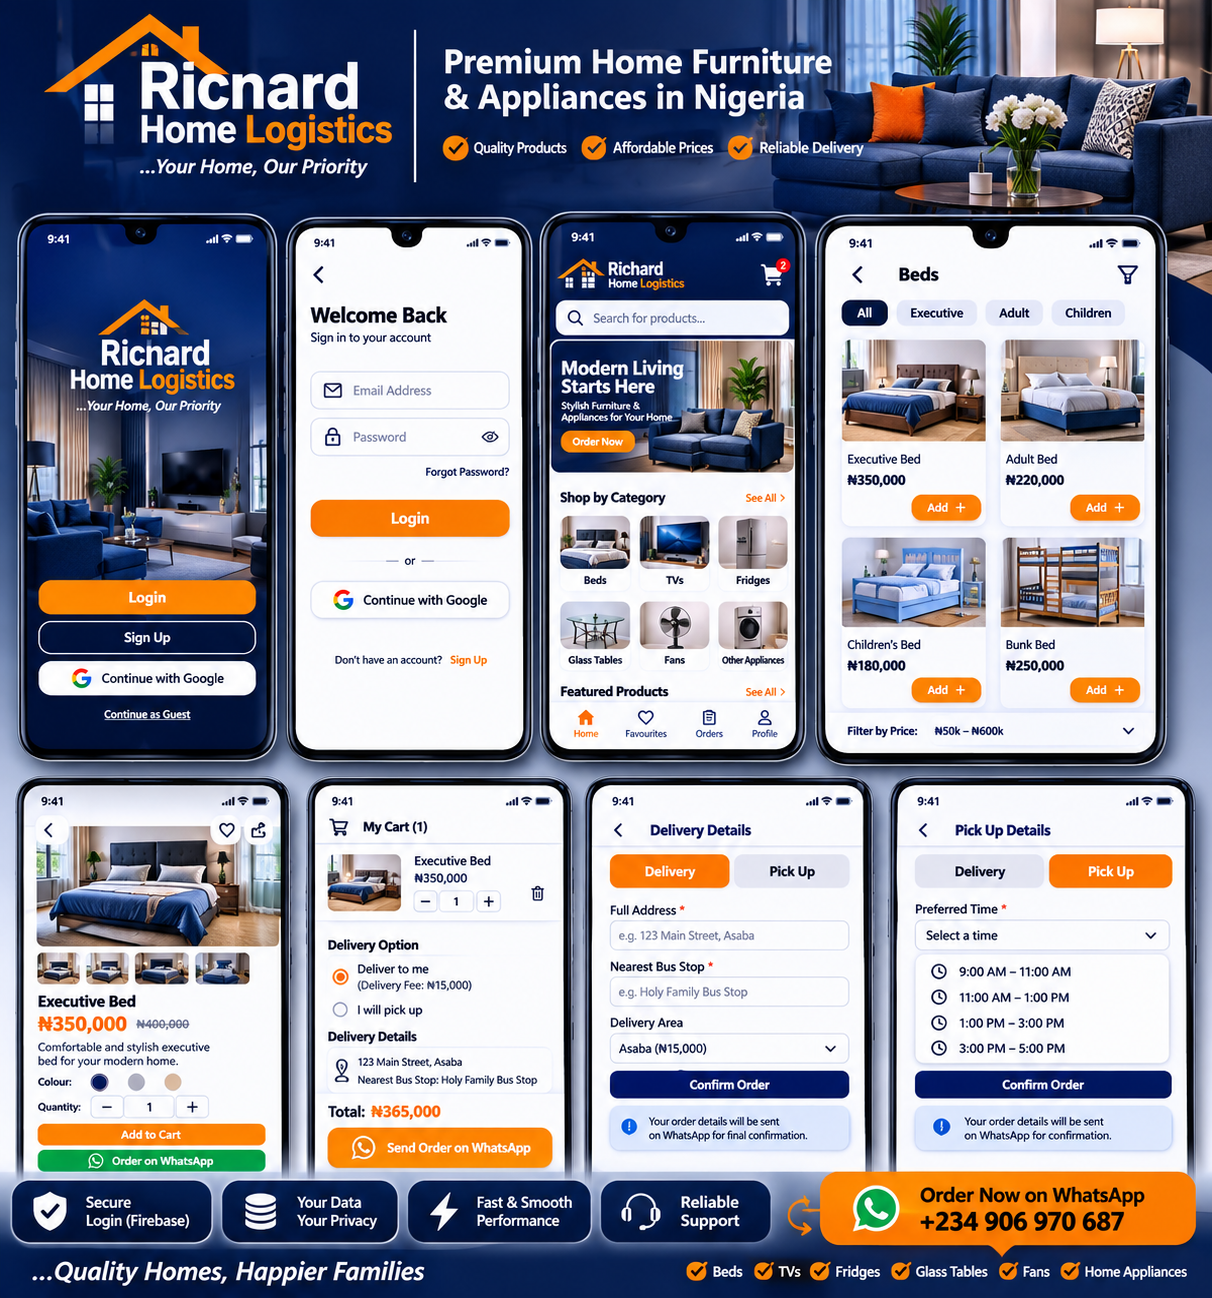 Ricnard
Home Logistics
...Your Home, Our Priority
Premium Home Furniture
& Appliances in Nigeria
Quality Products
Affordable Prices
Reliable Delivery
9:41
Ricnard
Home Logistics
...Your Home, Our Priority
Login
Sign Up
Continue with Google
Continue as Guest
9:41
Welcome Back
Sign in to your account
Email Address
Password
Forgot Password?
Login
or
Continue with Google
Don't have an account? Sign Up
9:41
Richard
Home Logistics
2
Search for products...
Modern Living
Starts Here
Stylish Furniture &
Appliances for Your Home
Order Now
Shop by Category
See All >
Beds
TVs
Fridges
Glass Tables
Fans
Other Appliances
Featured Products
See All >
Home
Favourites
Orders
Profile
9:41
Beds
All
Executive
Adult
Children
Executive Bed
₦350,000
Add +
Adult Bed
₦220,000
Add +
Children's Bed
₦180,000
Add +
Bunk Bed
₦250,000
Add +
Filter by Price: ₦50k – ₦600k
9:41
Executive Bed
₦350,000 ₦400,000
Comfortable and stylish executive
bed for your modern home.
Colour:
Quantity: − 1 +
Add to Cart
Order on WhatsApp
9:41
My Cart (1)
Executive Bed
₦350,000
− 1 +
Delivery Option
Deliver to me
(Delivery Fee: ₦15,000)
I will pick up
Delivery Details
123 Main Street, Asaba
Nearest Bus Stop: Holy Family Bus Stop
Total: ₦365,000
Send Order on WhatsApp
9:41
Delivery Details
Delivery
Pick Up
Full Address *
e.g. 123 Main Street, Asaba
Nearest Bus Stop *
e.g. Holy Family Bus Stop
Delivery Area
Asaba (₦15,000)
Confirm Order
Your order details will be sent
on WhatsApp for final confirmation.
9:41
Pick Up Details
Delivery
Pick Up
Preferred Time *
Select a time
9:00 AM – 11:00 AM
11:00 AM – 1:00 PM
1:00 PM – 3:00 PM
3:00 PM – 5:00 PM
Confirm Order
Your order details will be sent
on WhatsApp for confirmation.
Secure
Login (Firebase)
Your Data
Your Privacy
Fast & Smooth
Performance
Reliable
Support
Order Now on WhatsApp
+234 906 970 687
...Quality Homes, Happier Families
Beds
TVs
Fridges
Glass Tables
Fans
Home Appliances